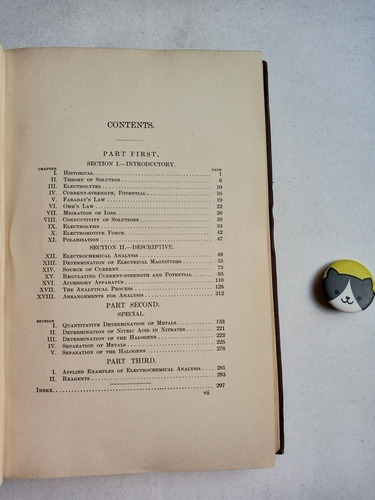 CONTENTS.
PART FIRST,
SECTION I.—INTRODUCTORY.
CHAPTER PAGE
I. Historical 1
II. Theory of Solution 6
III. Electrolytes 10
IV. Current-strength, Potential 16
V. Faraday's Law 19
VI. Ohm's Law 22
VII. Migration of Ions 26
VIII. Conductivity of Solutions 30
IX. Electrolysis 34
X. Electromotive Force 42
XI. Polarisation 47
SECTION II.—DESCRIPTIVE.
XII. Electrochemical Analysis 49
XIII. Determination of Electrical Magnitudes 55
XIV. Source of Current 73
XV. Regulating Current-strength and Potential 95
XVI. Accessory Apparatus 110
XVII. The Analytical Process 128
XVIII. Arrangements for Analysis 312
PART SECOND.
SPECIAL.
SECTION
I. Quantitative Determination of Metals 153
II. Determination of Nitric Acid in Nitrates 221
III. Determination of the Halogens 223
IV. Separation of Metals 225
V. Separation of the Halogens 278
PART THIRD.
I. Applied Examples of Electrochemical Analysis 281
II. Reagents 293
Index 297
vii